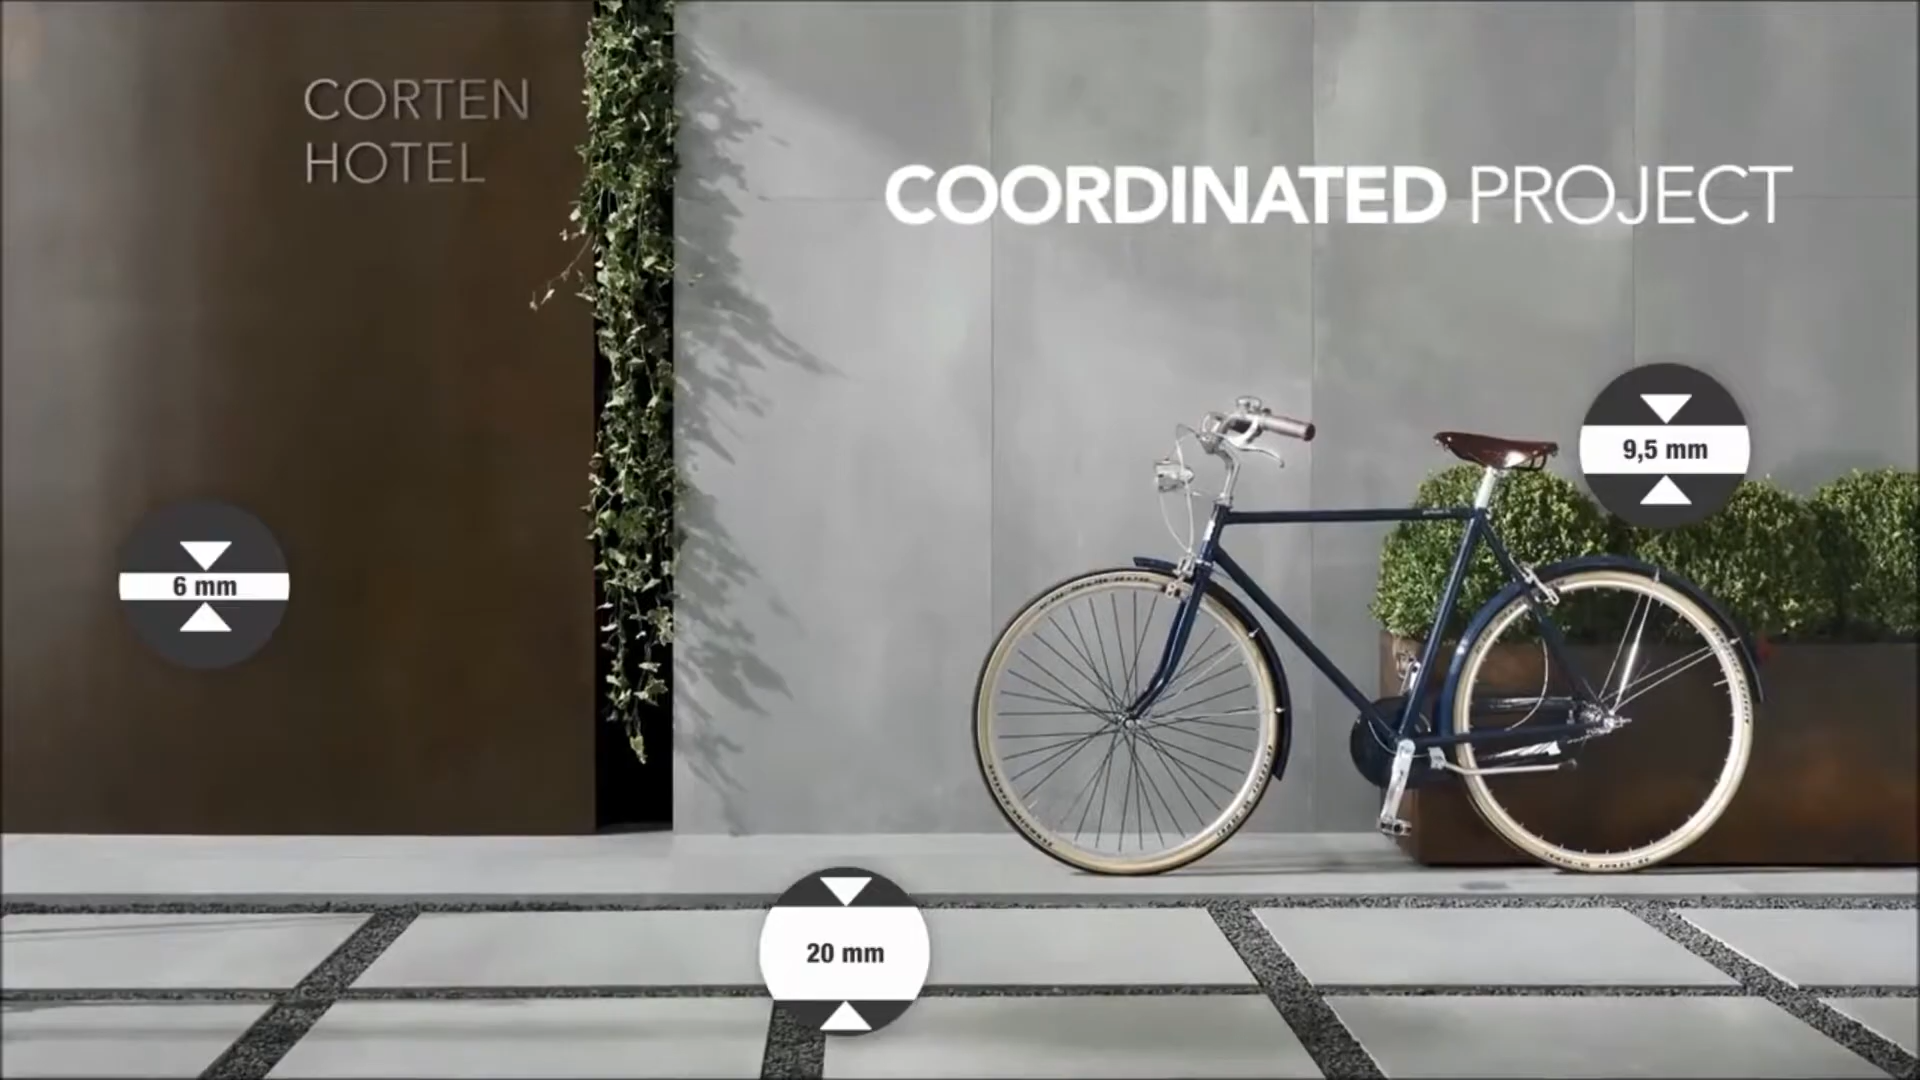 CORTEN
HOTEL
COORDINATED PROJECT
9,5 mm
6 mm
20 mm